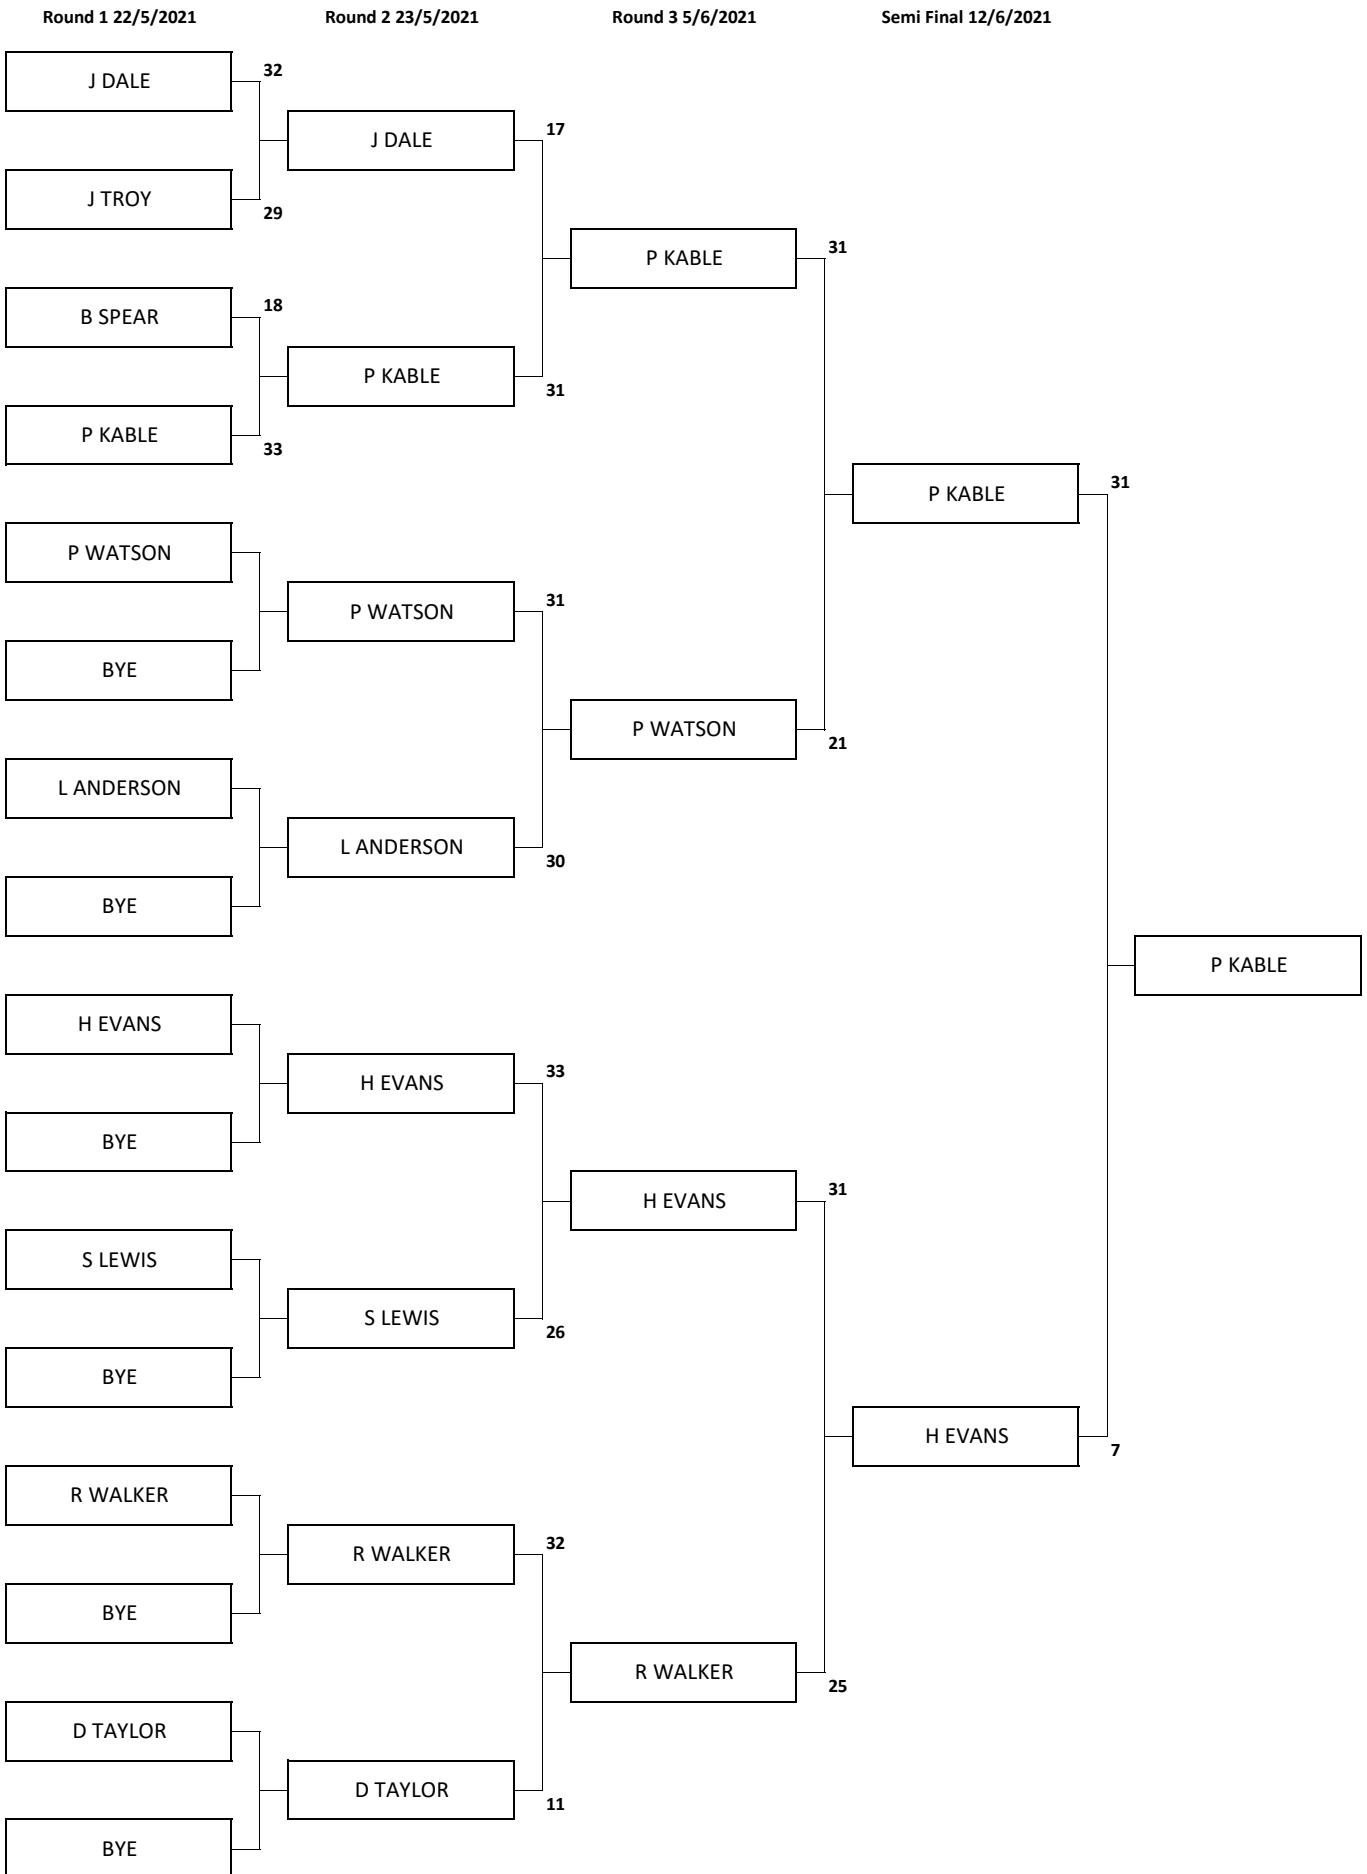 Round 1 22/5/2021
Round 2 23/5/2021
Round 3 5/6/2021
Semi Final 12/6/2021
J DALE
32
J DALE
17
J TROY
29
P KABLE
31
B SPEAR
18
P KABLE
31
P KABLE
33
P KABLE
31
P WATSON
P WATSON
31
BYE
P WATSON
21
L ANDERSON
L ANDERSON
30
BYE
P KABLE
H EVANS
H EVANS
33
BYE
H EVANS
31
S LEWIS
S LEWIS
26
BYE
H EVANS
7
R WALKER
R WALKER
32
BYE
R WALKER
25
D TAYLOR
D TAYLOR
11
BYE